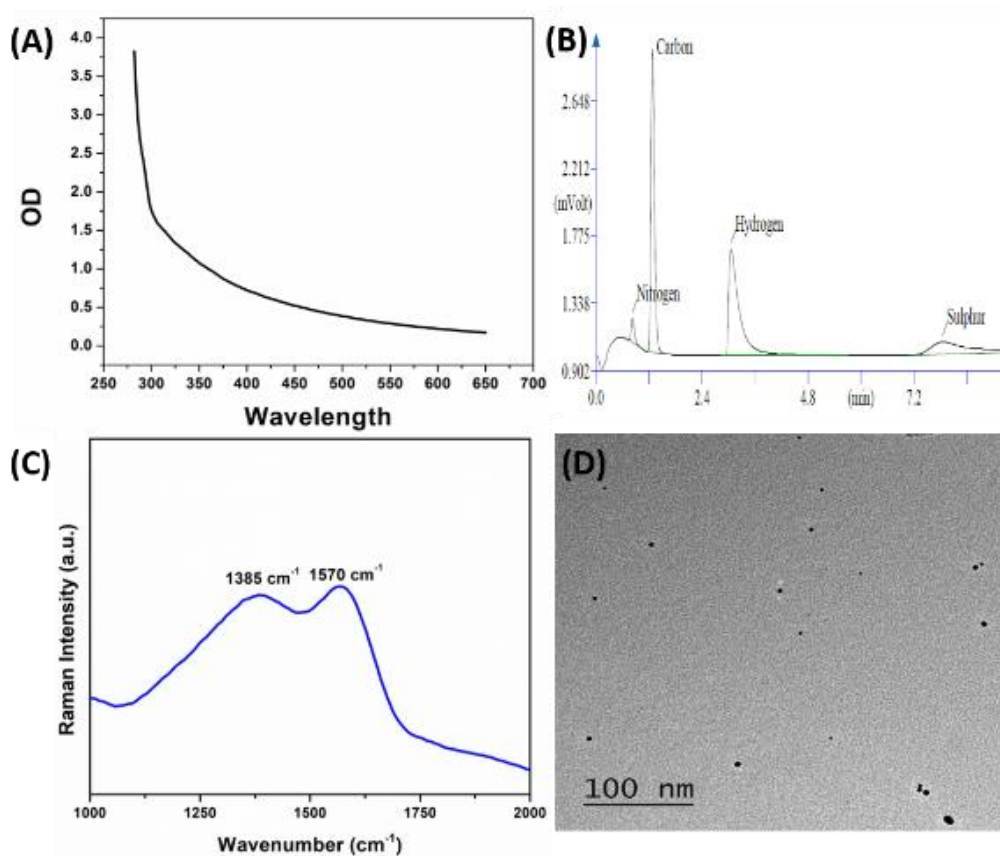 (A)
4.0
3.5
3.0
2.5
2.0
1.5
1.0
0.5
0.0
OD
250 300 350 400 450 500 550 600 650 700
Wavelength
(B)
Carbon
2.648
2.212
(mVolt)
1.775
Hydrogen
1.338
Nitrogen
Sulphur
0.902
0.0 2.4 4.8 (min) 7.2
(C)
Raman Intensity (a.u.)
1385 cm⁻¹ 1570 cm⁻¹
1000 1250 1500 1750 2000
Wavenumber (cm⁻¹)
(D)
100 nm